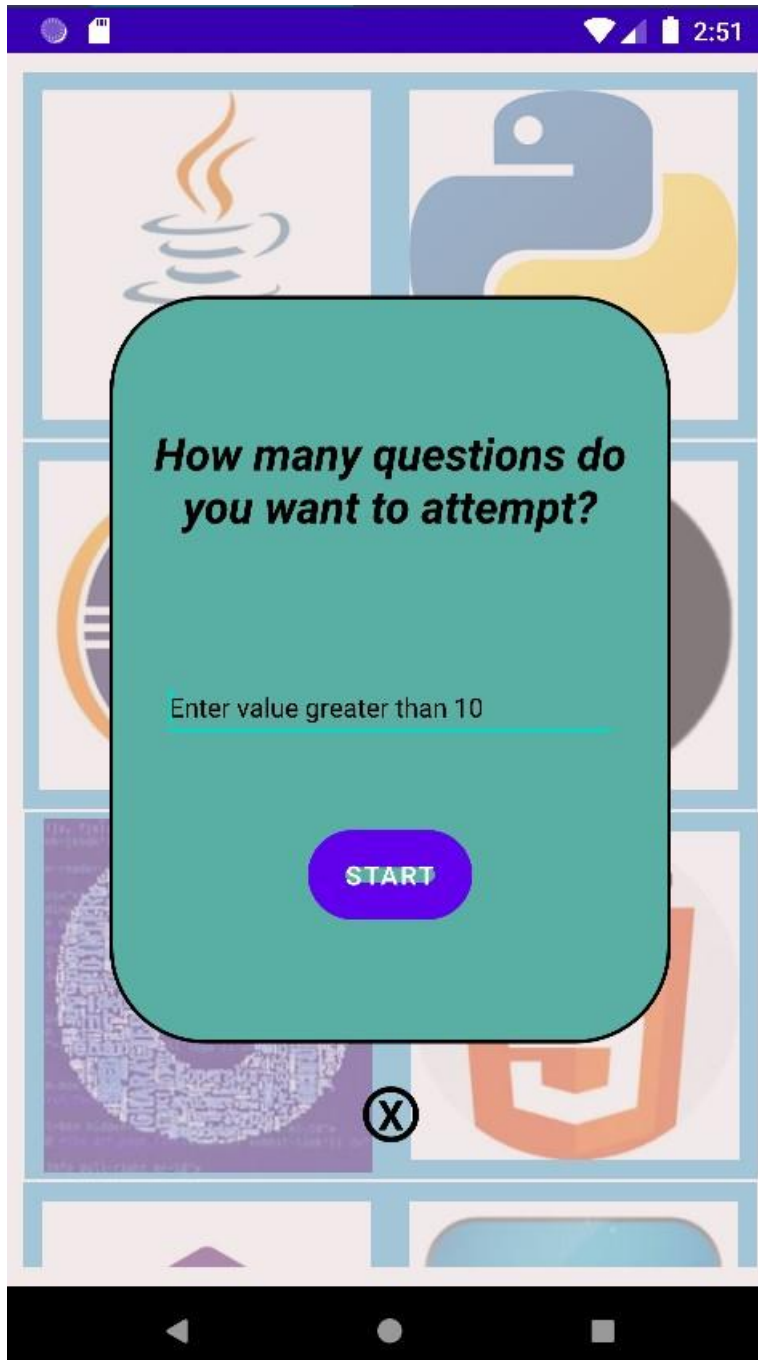 2:51
How many questions do
you want to attempt?
Enter value greater than 10
START
X